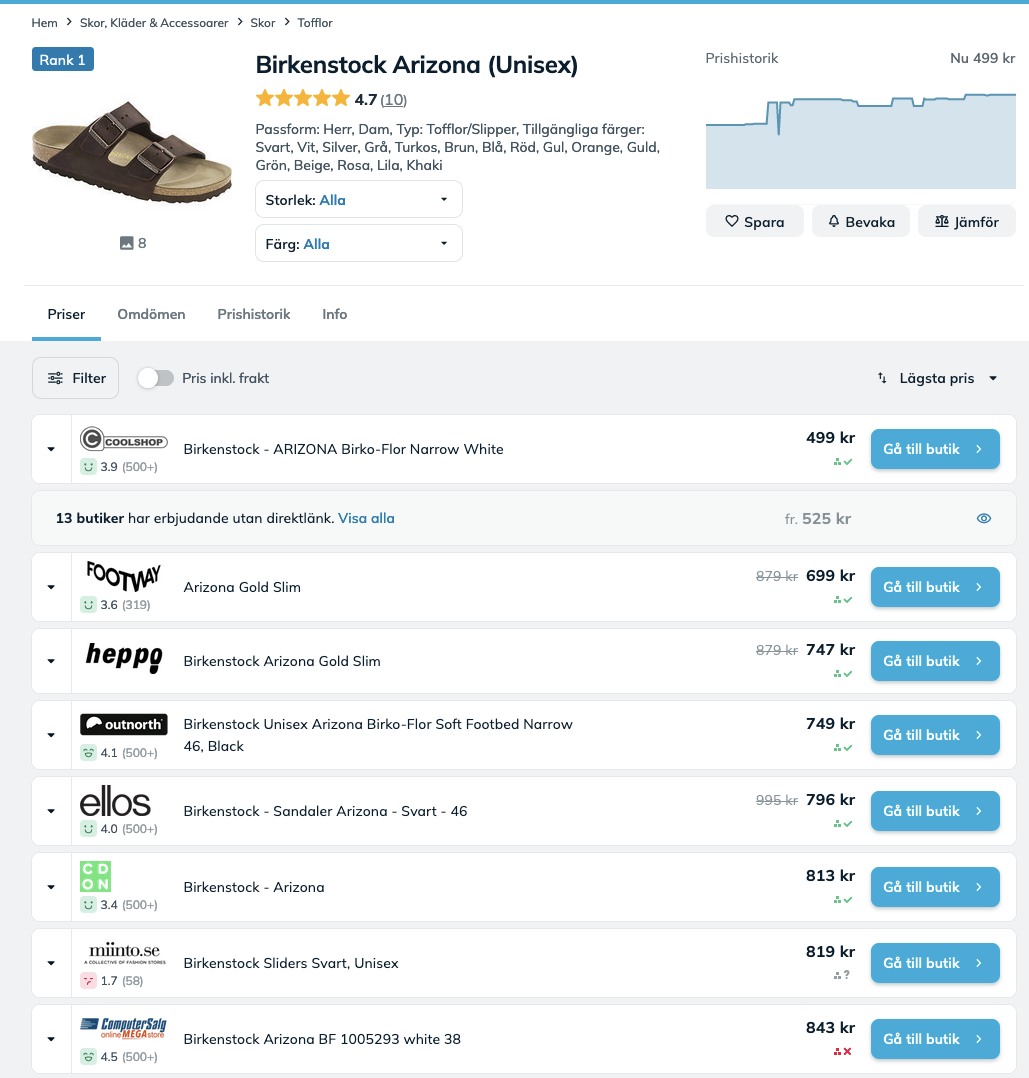 Hem > Skor, Kläder & Accessoarer > Skor > Tofflor
Rank 1
Birkenstock Arizona (Unisex)
4.7 (10)
Passform: Herr, Dam, Typ: Tofflor/Slipper, Tillgängliga färger:
Svart, Vit, Silver, Grå, Turkos, Brun, Blå, Röd, Gul, Orange, Guld,
Grön, Beige, Rosa, Lila, Khaki
Storlek: Alla
Färg: Alla
8
Prishistorik Nu 499 kr
Spara Bevaka Jämför
Priser Omdömen Prishistorik Info
Filter Pris inkl. frakt Lägsta pris
COOLSHOP
3.9 (500+)
Birkenstock - ARIZONA Birko-Flor Narrow White
499 kr
Gå till butik
13 butiker har erbjudande utan direktlänk. Visa alla
fr. 525 kr
FOOTWAY
3.6 (319)
Arizona Gold Slim
879 kr 699 kr
Gå till butik
heppo
Birkenstock Arizona Gold Slim
879 kr 747 kr
Gå till butik
outnorth
4.1 (500+)
Birkenstock Unisex Arizona Birko-Flor Soft Footbed Narrow
46, Black
749 kr
Gå till butik
ellos
4.0 (500+)
Birkenstock - Sandaler Arizona - Svart - 46
995 kr 796 kr
Gå till butik
CD
ON
3.4 (500+)
Birkenstock - Arizona
813 kr
Gå till butik
miinto.se
A COLLECTIVE OF FASHION STORES
1.7 (58)
Birkenstock Sliders Svart, Unisex
819 kr
?
Gå till butik
ComputerSalg
online MEGAstore
4.5 (500+)
Birkenstock Arizona BF 1005293 white 38
843 kr
Gå till butik